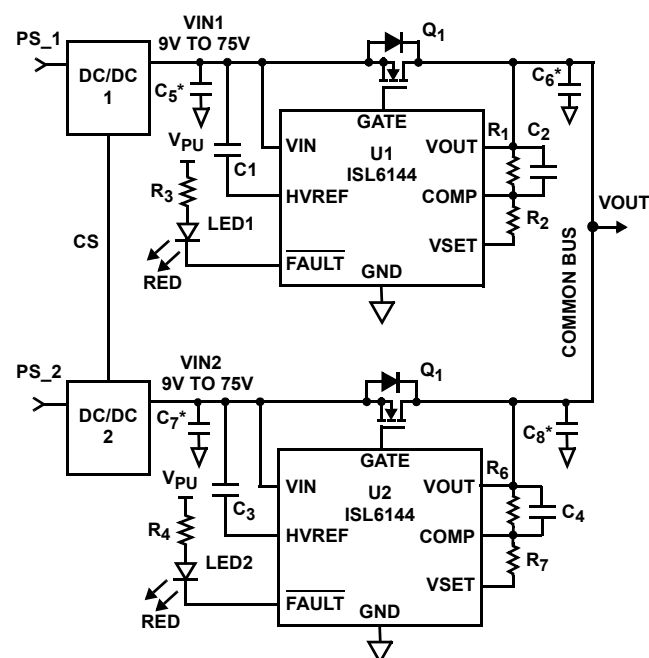 PS_1
DC/DC
1
VIN1
9V TO 75V
Q1
C5*
C6*
VPU
C1
GATE
VIN
U1
ISL6144
VOUT
R1
C2
R3
HVREF
COMP
LED1
R2
VSET
FAULT
GND
RED
CS
VOUT
COMMON BUS
PS_2
DC/DC
2
VIN2
9V TO 75V
Q1
C7*
C8*
VPU
C3
GATE
VIN
U2
ISL6144
VOUT
R6
C4
R4
HVREF
COMP
LED2
R7
VSET
FAULT
GND
RED